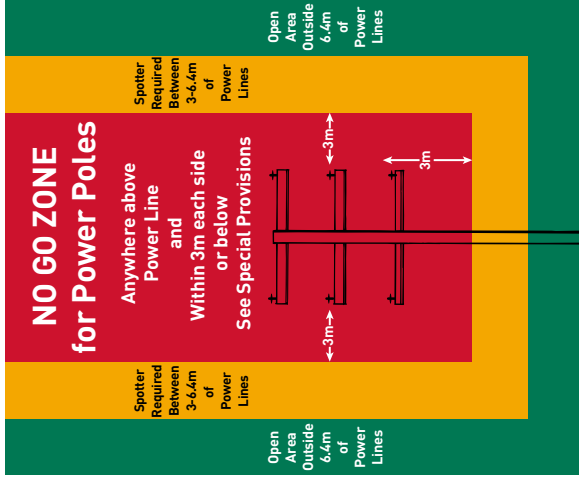 NO GO ZONE
for Power Poles
Anywhere above
Power Line
and
Within 3m each side
or below
See Special Provisions
Spotter
Required
Between
3-6.4m
of
Power
Lines
Spotter
Required
Between
3-6.4m
of
Power
Lines
Open
Area
Outside
6.4m
of
Power
Lines
Open
Area
Outside
6.4m
of
Power
Lines
3m
3m
3m